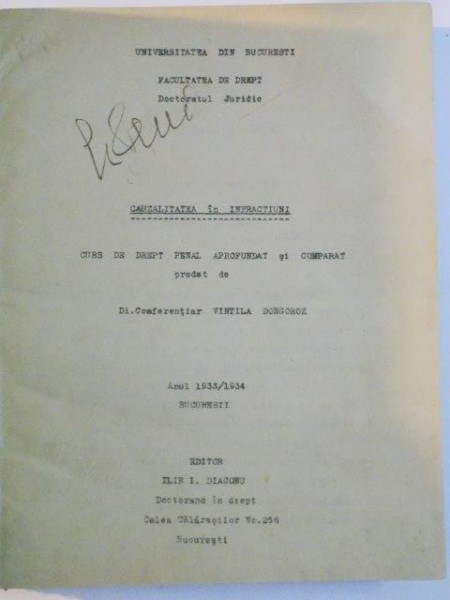 UNIVERSITATEA DIN BUCURESTI
FACULTATEA DE DREPT
Doctoratul Juridic
CAUZALITATEA în INFRACTIUNI
CURS DE DREPT PENAL APROFUNDAT şi COMPARAT
predat de
Dl.Conferenţiar VINTILA DONGOROZ
Anul 1933/1934
BUCURESTI
EDITOR
ILIE I. DIACONU
Doctorand în drept
Calea Călăraşilor No.256
Bucureşti